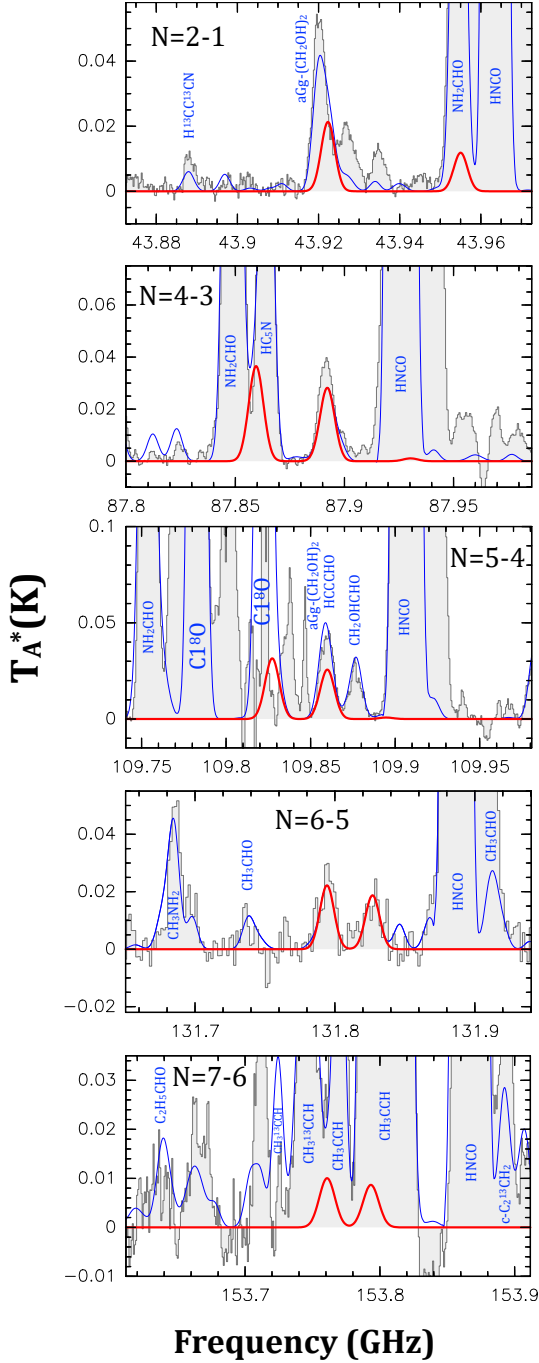 N=2-1
H¹³CC¹³CN
aGg-(CH₂OH)₂
NH₂CHO
HNCO
0.04
0.02
0
43.88
43.9
43.92
43.94
43.96
N=4-3
NH₂CHO
HC₅N
HNCO
0.06
0.04
0.02
0
87.8
87.85
87.9
87.95
N=5-4
NH₂CHO
C¹⁸O
C¹⁸O
aGg-(CH₂OH)₂
HCCCHO
CH₂OHCHO
HNCO
0.1
0.05
0
109.75
109.8
109.85
109.9
109.95
T_A*(K)
N=6-5
CH₃NH₂
CH₃CHO
HNCO
CH₃CHO
0.04
0.02
0
−0.02
131.7
131.8
131.9
N=7-6
C₂H₅CHO
CH₃¹³CCH
CH₃¹³CCH
CH₃CCH
CH₃CCH
HNCO
c-C₂¹³CH₂
0.03
0.02
0.01
0
−0.01
153.7
153.8
153.9
Frequency (GHz)